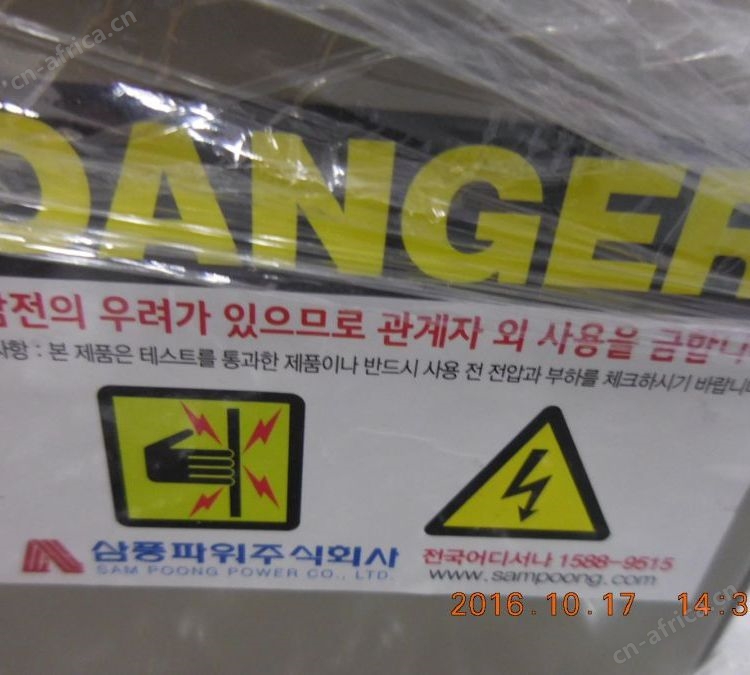 cn-africa.cn
DANGER
감전의 우려가 있으므로 관계자 외 사용을 금합니
사항 : 본 제품은 테스트를 통과한 제품이나 반드시 사용 전 전압과 부하를 체크하시기 바랍니다
삼풍파워주식회사
SAM POONG POWER CO., LTD.
전국어디서나 1588-9515
www.sampoong.com
2016.10.17 14:3
cn-africa.cn